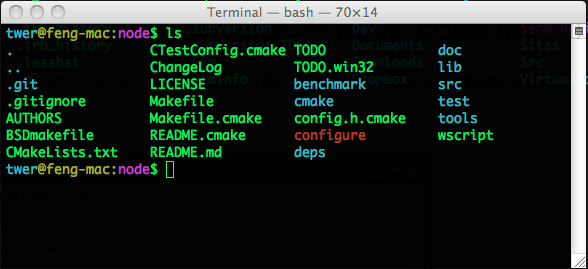 Terminal — bash — 70×14
twer@feng-mac:node$ ls
. CTestConfig.cmake TODO doc
.. ChangeLog TODO.win32 lib
.git LICENSE benchmark src
.gitignore Makefile cmake test
AUTHORS Makefile.cmake config.h.cmake tools
BSDmakefile README.cmake configure wscript
CMakeLists.txt README.md deps
twer@feng-mac:node$